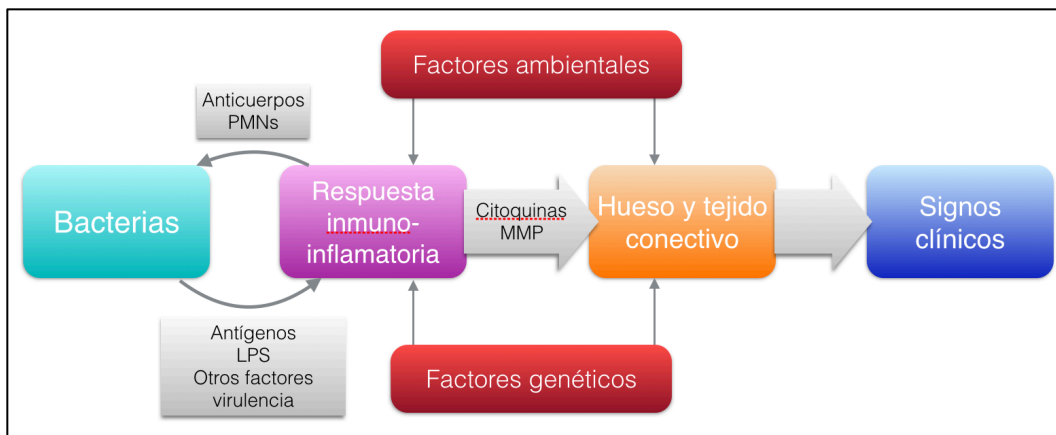 Factores ambientales
Anticuerpos
PMNs
Bacterias
Respuesta
inmuno-
inflamatoria
Citoquinas
MMP
Hueso y tejido
conectivo
Signos
clínicos
Antígenos
LPS
Otros factores
virulencia
Factores genéticos